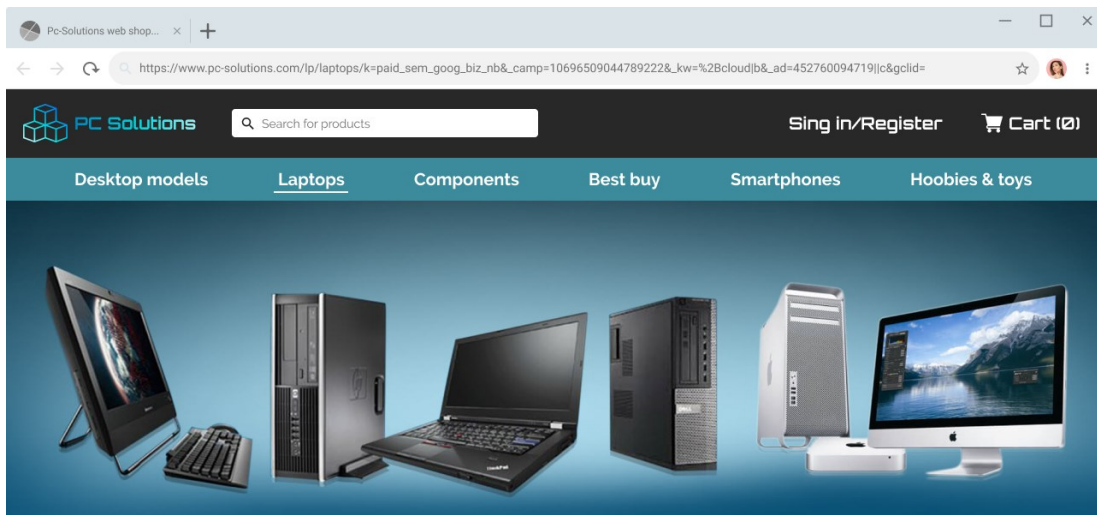 Pc-Solutions web shop...
https://www.pc-solutions.com/lp/laptops/k=paid_sem_goog_biz_nb&_camp=10696509044789222&_kw=%2Bcloud|b&_ad=452760094719||c&gclid=
PC Solutions
Search for products
Sing in/Register
Cart (0)
Desktop models
Laptops
Components
Best buy
Smartphones
Hoobies & toys
DELL
ThinkPad